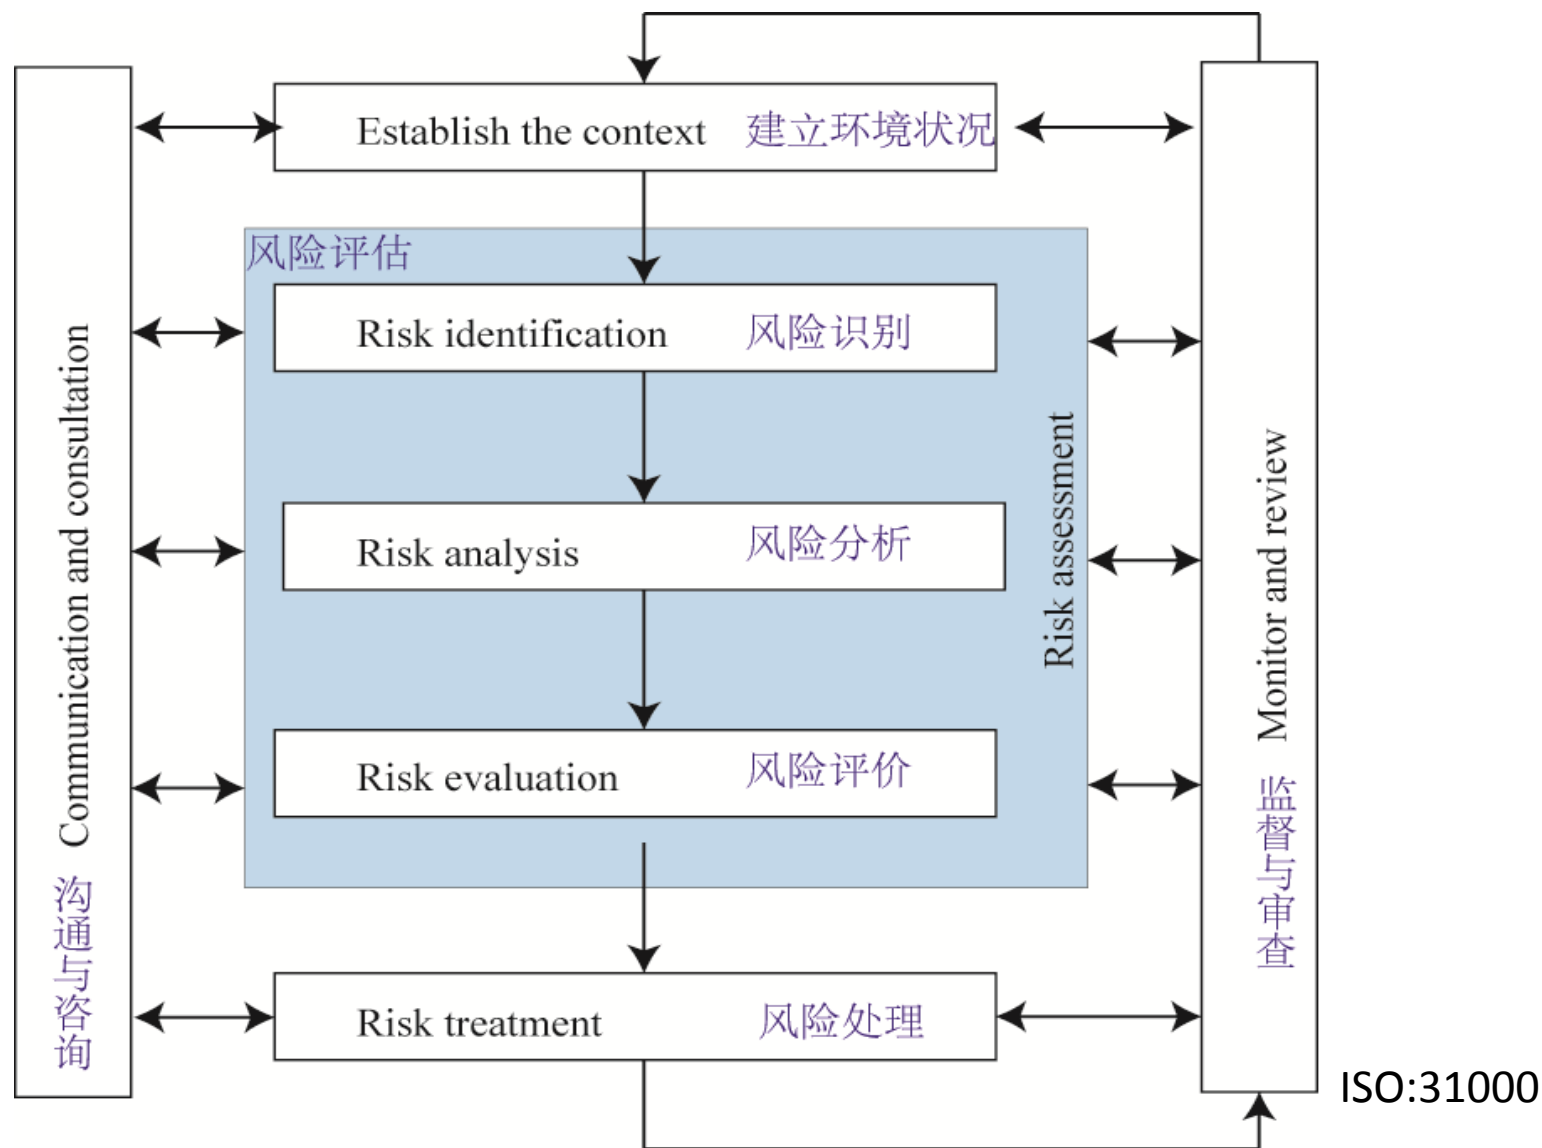 Establish the context 建立环境状况
风险评估
Risk identification 风险识别
Risk analysis 风险分析
Risk evaluation 风险评价
Risk assessment
Risk treatment 风险处理
沟通与咨询 Communication and consultation
Monitor and review
监督与审查
ISO:31000